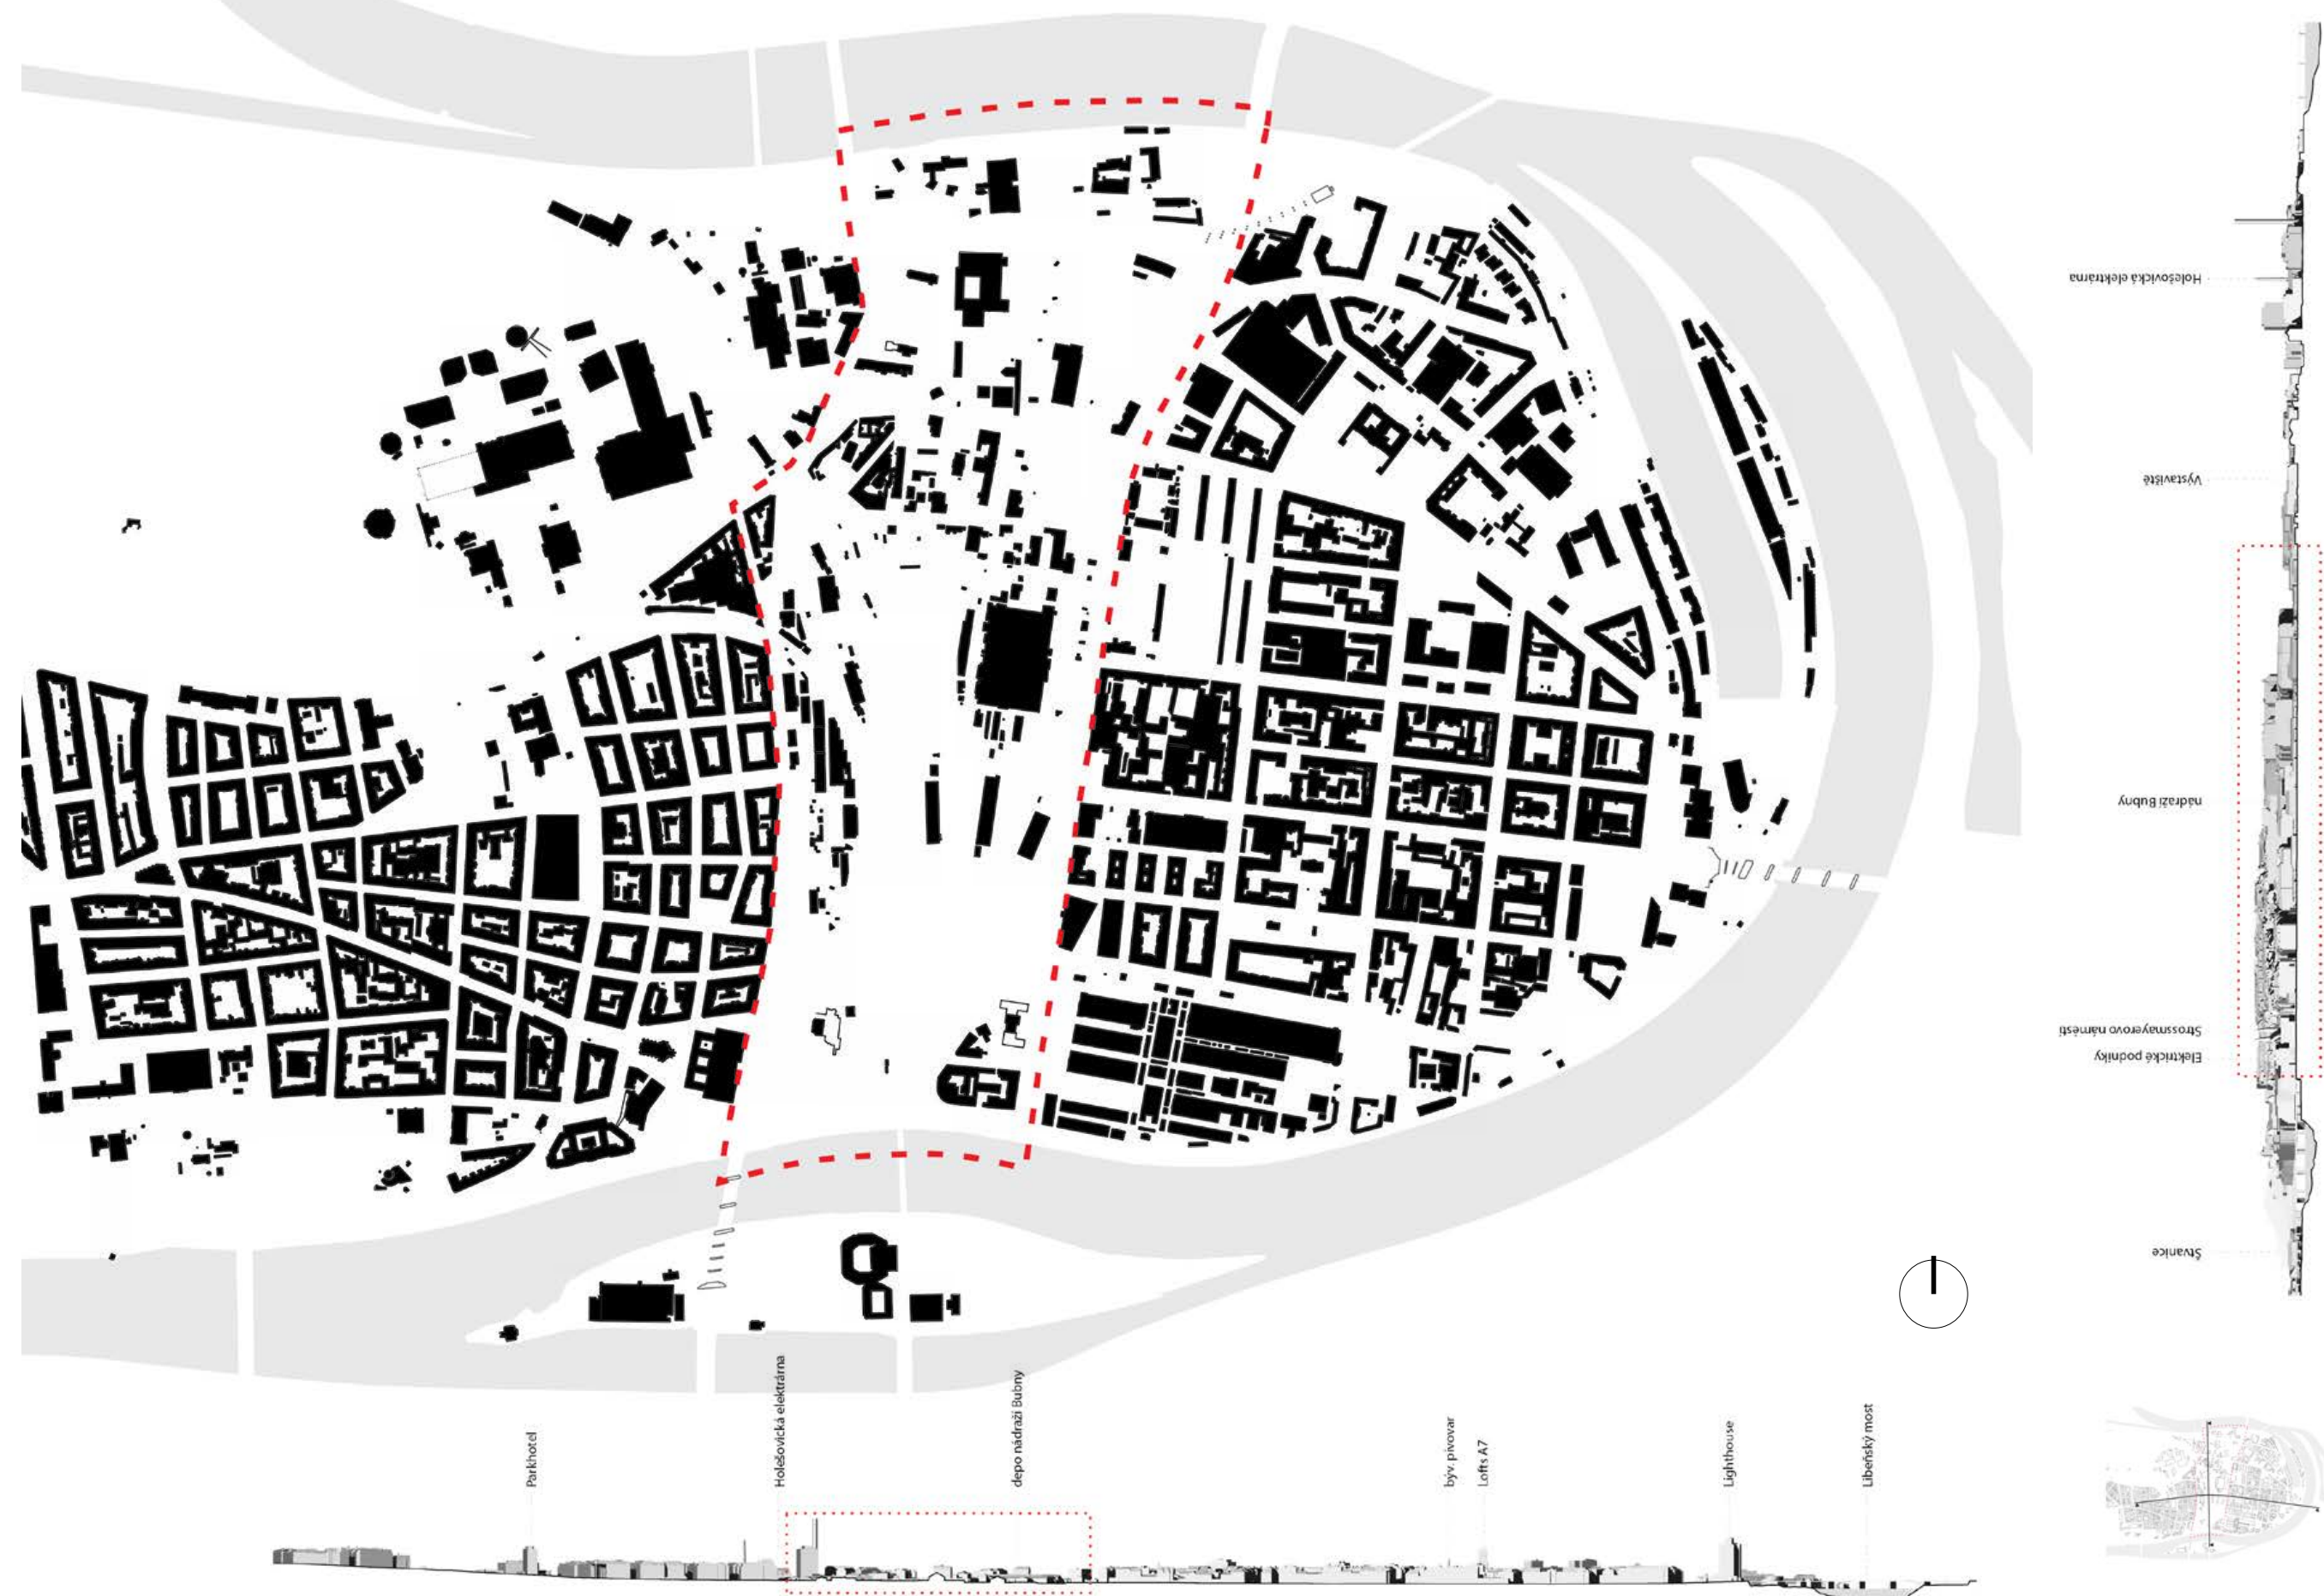 Holešovická elektrárna
Výstaviště
nádraží Bubny
Strossmayerovo náměstí
Elektrické podniky
Štvanice
Parkhotel
Holešovická elektrárna
depo nádraží Bubny
býv. pivovar
Lofts A7
Lighthouse
Libeňský most